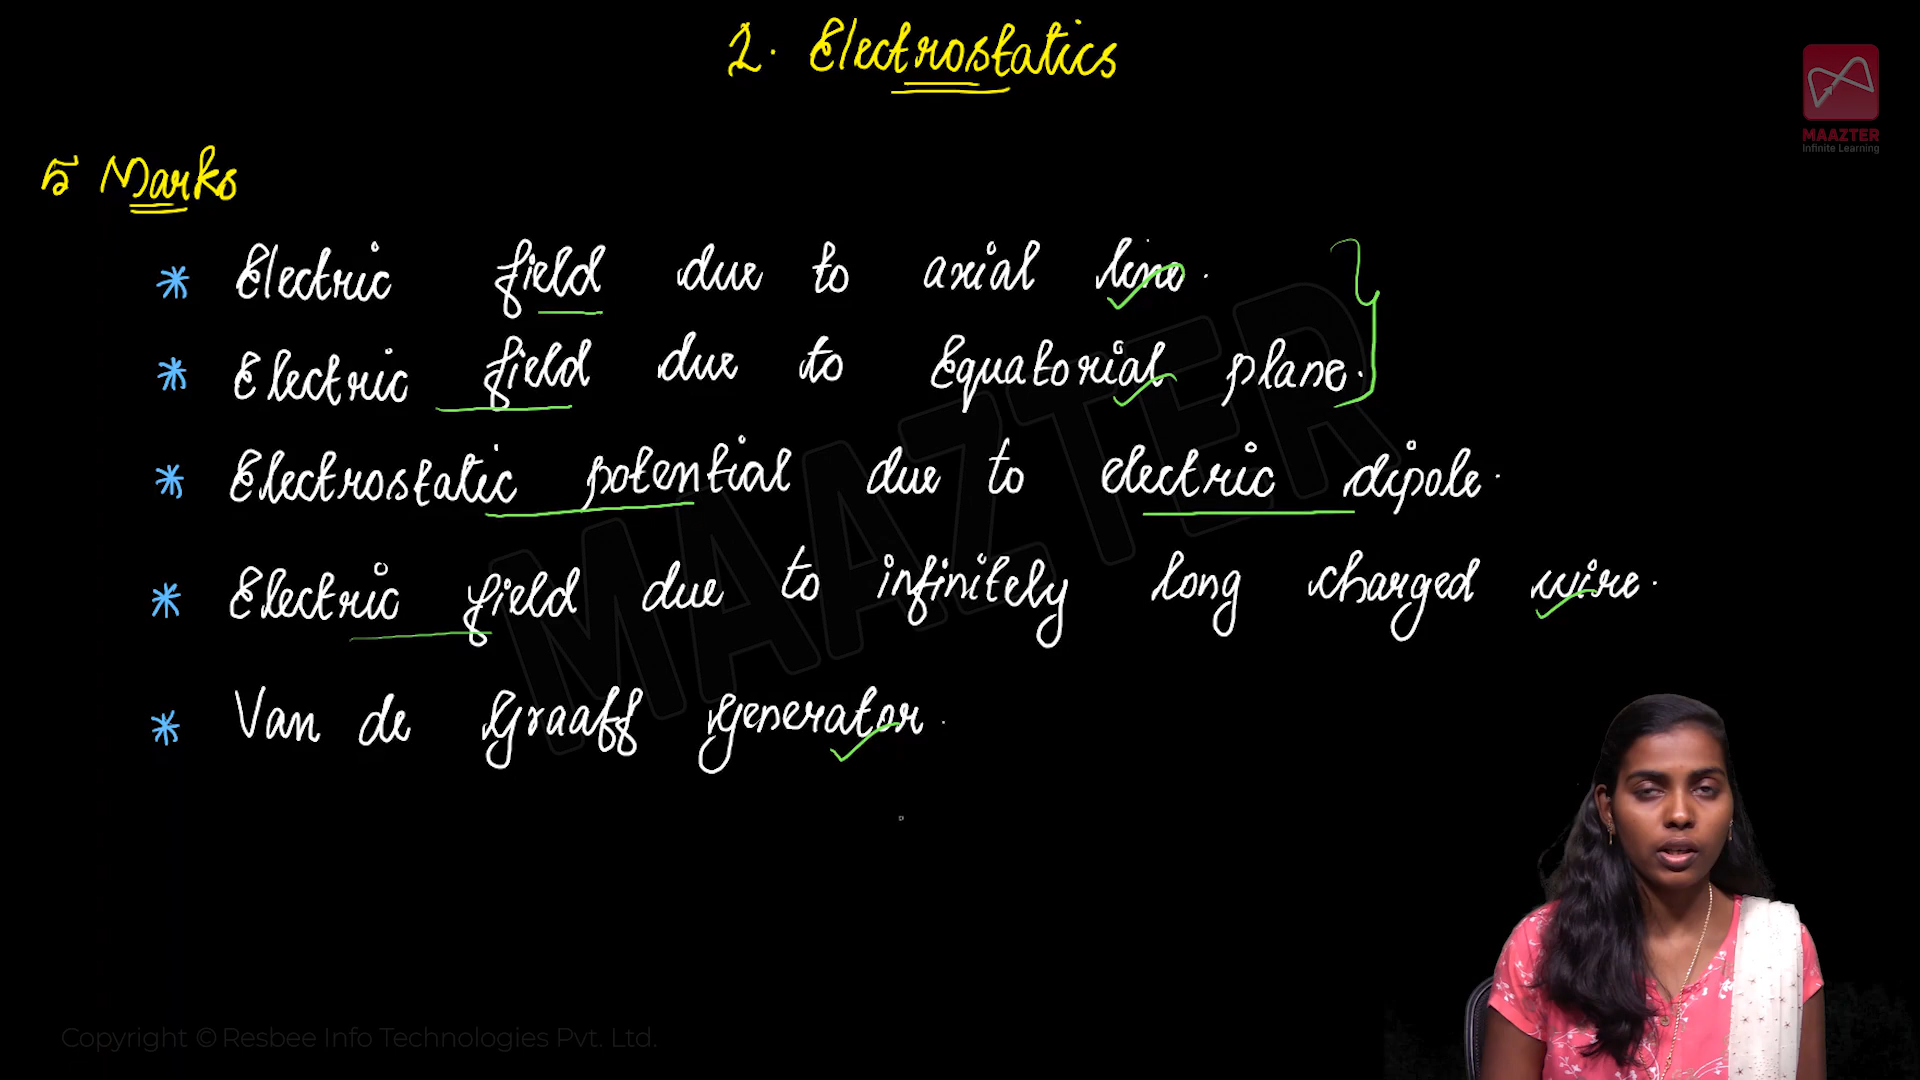 1. Electrostatics
MAAZTER
Infinite Learning
5 Marks
* Electric field due to axial line.
* Electric field due to Equatorial plane.
* Electrostatic potential due to electric dipole.
* Electric field due to infinitely long charged wire.
* Van de Graaff Generator.
MAAZTER
Copyright © Resbee Info Technologies Pvt. Ltd.